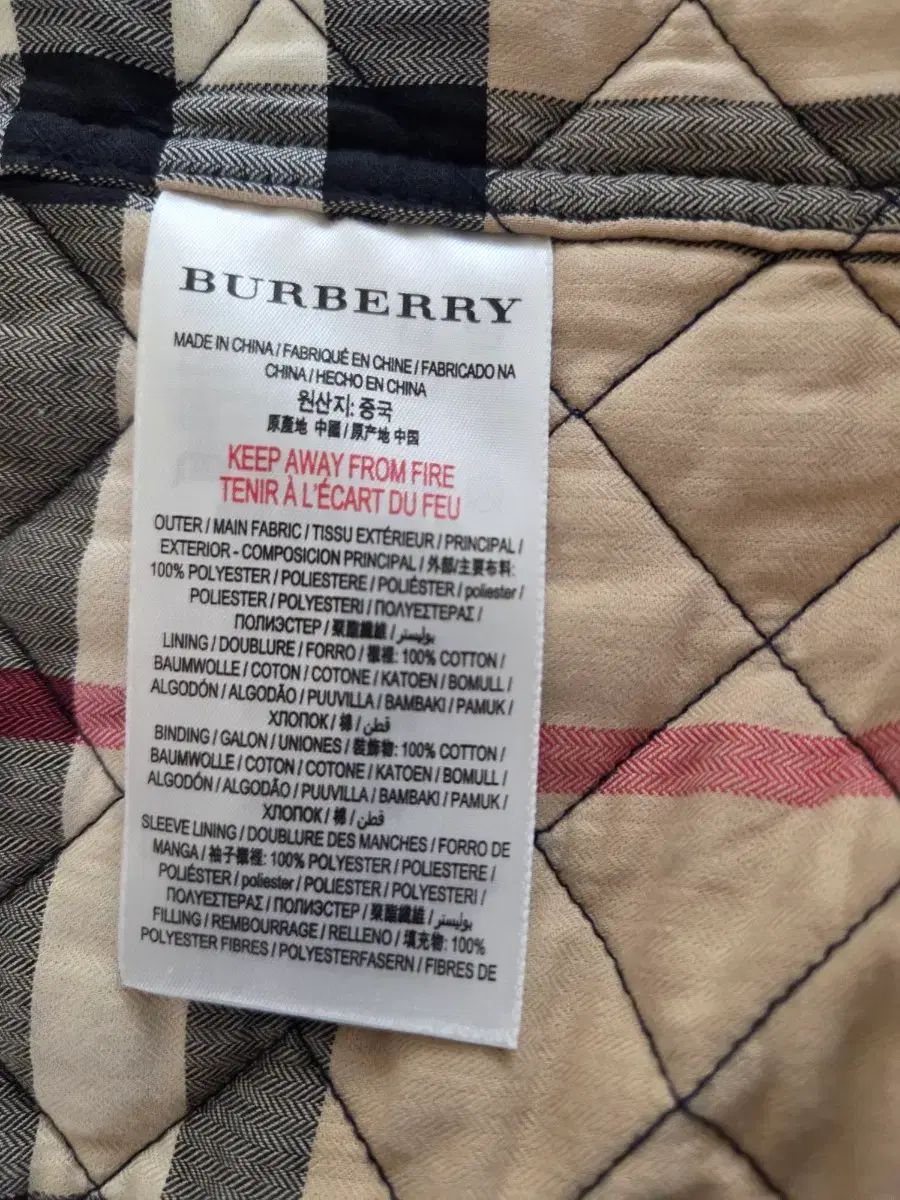 BURBERRY
MADE IN CHINA / FABRIQUÉ EN CHINE / FABRICADO NA
CHINA / HECHO EN CHINA
원산지: 중국
原產地 中國 / 原产地 中国
KEEP AWAY FROM FIRE
TENIR À L'ÉCART DU FEU
OUTER / MAIN FABRIC / TISSU EXTÉRIEUR / PRINCIPAL /
EXTERIOR - COMPOSICION PRINCIPAL / 外部/主要布料:
100% POLYESTER / POLIESTERE / POLIÉSTER / poliester /
POLIESTER / POLYESTERI / ΠΟΛΥΕΣΤΕΡΑΣ /
ПОЛИЭСТЕР / 聚酯纖維 / بوليستر
LINING / DOUBLURE / FORRO / 襯裡: 100% COTTON /
BAUMWOLLE / COTON / COTONE / KATOEN / BOMULL /
ALGODÓN / ALGODÃO / PUUVILLA / BAMBAKI / PAMUK /
ХЛОПОК / 棉 / قطن
BINDING / GALON / UNIONES / 裝飾物: 100% COTTON /
BAUMWOLLE / COTON / COTONE / KATOEN / BOMULL /
ALGODÓN / ALGODÃO / PUUVILLA / BAMBAKI / PAMUK /
ХЛОПОК / 棉 / قطن
SLEEVE LINING / DOUBLURE DES MANCHES / FORRO DE
MANGA / 袖子襯裡: 100% POLYESTER / POLIESTERE /
POLIÉSTER / poliester / POLIESTER / POLYESTERI /
ΠΟΛΥΕΣΤΕΡΑΣ / ПОЛИЭСТЕР / 聚酯纖維 / بوليستر
FILLING / REMBOURRAGE / RELLENO / 填充物: 100%
POLYESTER FIBRES / POLYESTERFASERN / FIBRES DE